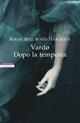 Kiran Millwood Hargrave
Vardø
Dopo la tempesta